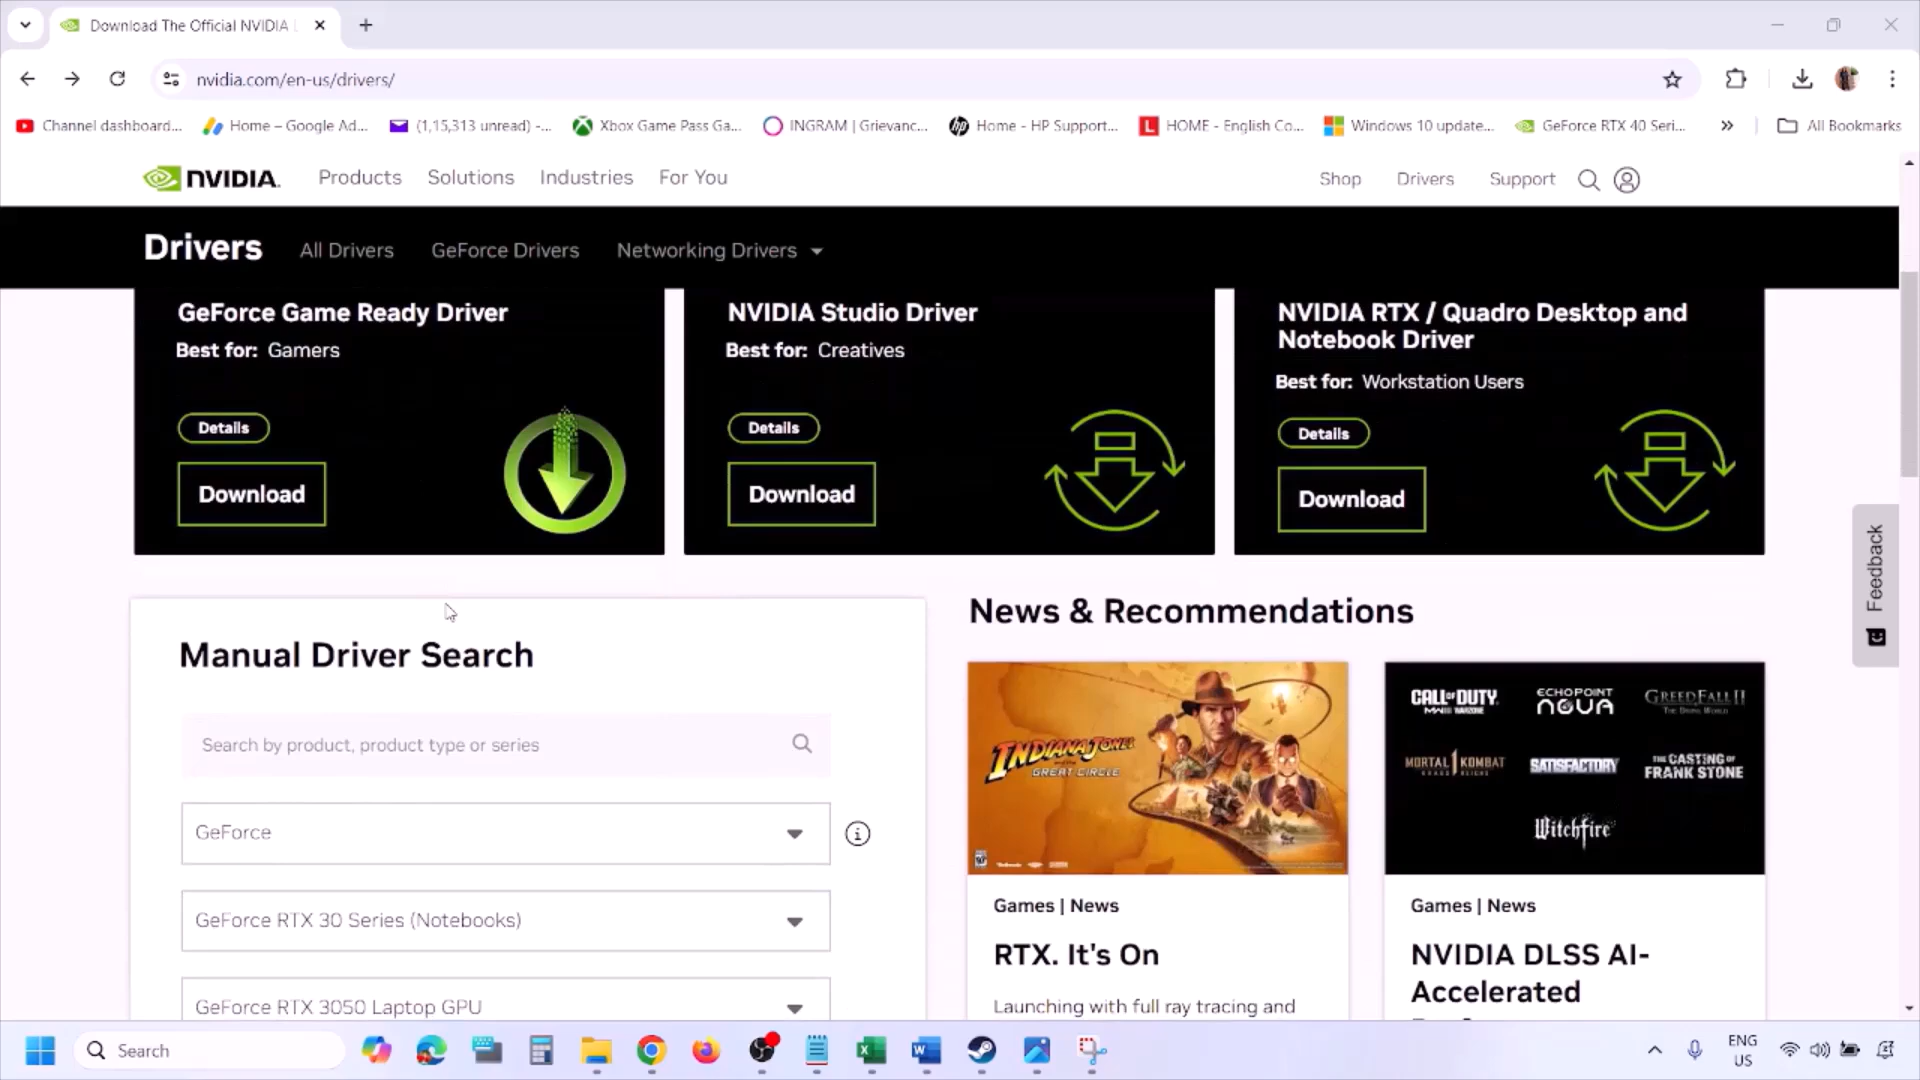 Download The Official NVIDIA
nvidia.com/en-us/drivers/
Channel dashboard...
Home – Google Ad...
(1,15,313 unread) -...
Xbox Game Pass Ga...
INGRAM | Grievanc...
Home - HP Support...
HOME - English Co...
Windows 10 update...
GeForce RTX 40 Seri...
All Bookmarks
NVIDIA.
Products
Solutions
Industries
For You
Shop
Drivers
Support
Drivers
All Drivers
GeForce Drivers
Networking Drivers
GeForce Game Ready Driver
Best for: Gamers
Details
Download
NVIDIA Studio Driver
Best for: Creatives
Details
Download
NVIDIA RTX / Quadro Desktop and
Notebook Driver
Best for: Workstation Users
Details
Download
Feedback
Manual Driver Search
Search by product, product type or series
GeForce
GeForce RTX 30 Series (Notebooks)
GeForce RTX 3050 Laptop GPU
News & Recommendations
INDIANA JONES
GREAT CIRCLE
Games | News
RTX. It's On
Launching with full ray tracing and
CALL OF DUTY
ECHOPOINT
NOVA
GREEDFALL II
MORTAL KOMBAT 1
SATISFACTORY
THE CASTING OF
FRANK STONE
Witchfire
Games | News
NVIDIA DLSS AI-
Accelerated
Search
ENG
US